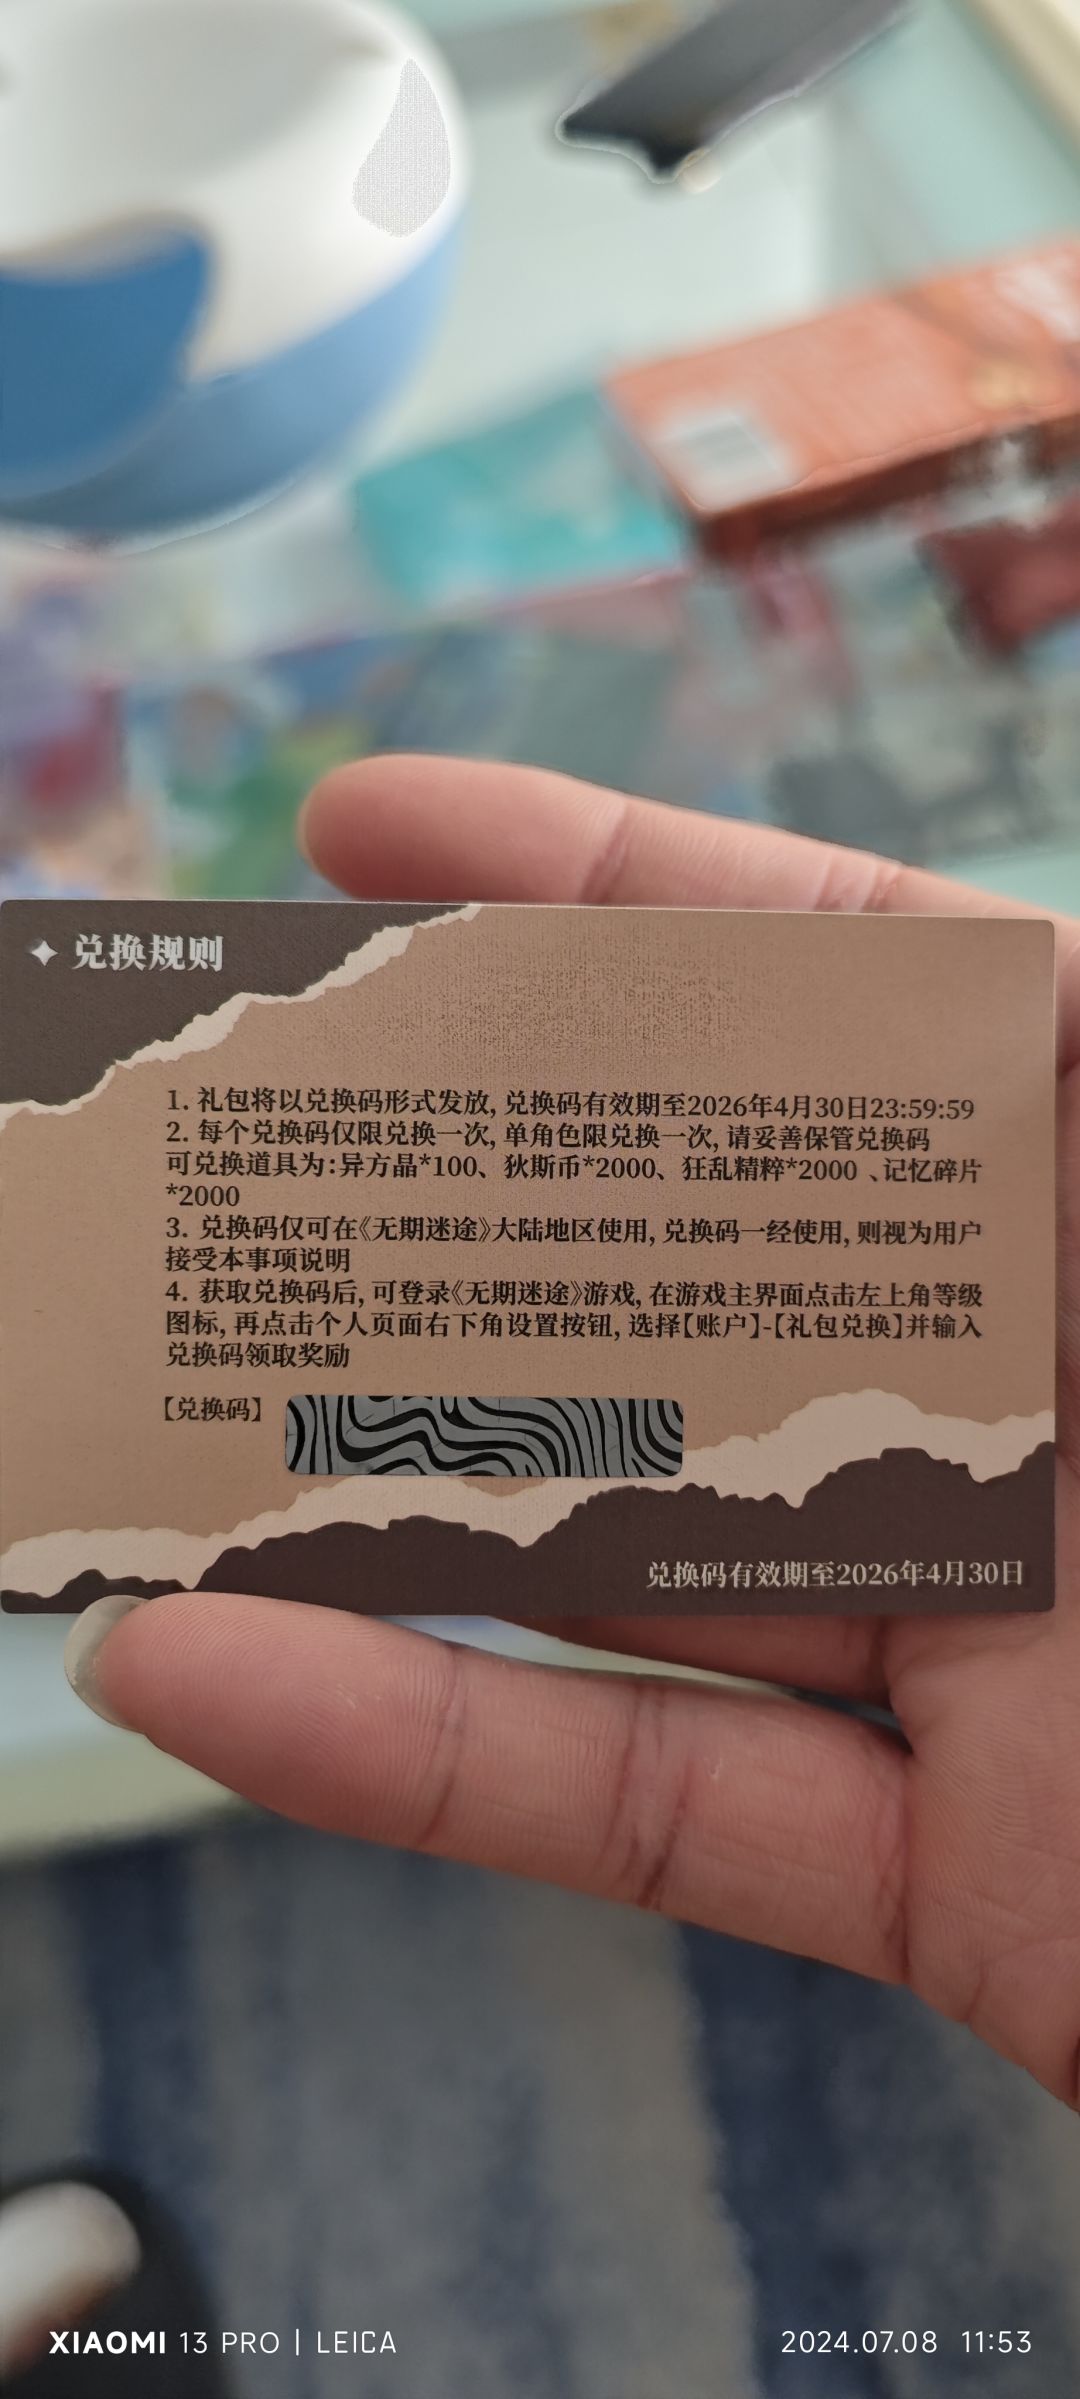 兑换规则
1. 礼包将以兑换码形式发放, 兑换码有效期至2026年4月30日23:59:59
2. 每个兑换码仅限兑换一次, 单角色限兑换一次, 请妥善保管兑换码
可兑换道具为:异方晶*100、狄斯币*2000、狂乱精粹*2000 、记忆碎片
*2000
3. 兑换码仅可在《无期迷途》大陆地区使用, 兑换码一经使用, 则视为用户
接受本事项说明
4. 获取兑换码后, 可登录《无期迷途》游戏, 在游戏主界面点击左上角等级
图标, 再点击个人页面右下角设置按钮, 选择【账户】-【礼包兑换】并输入
兑换码领取奖励
【兑换码】
兑换码有效期至2026年4月30日
XIAOMI 13 PRO | LEICA
2024.07.08 11:53